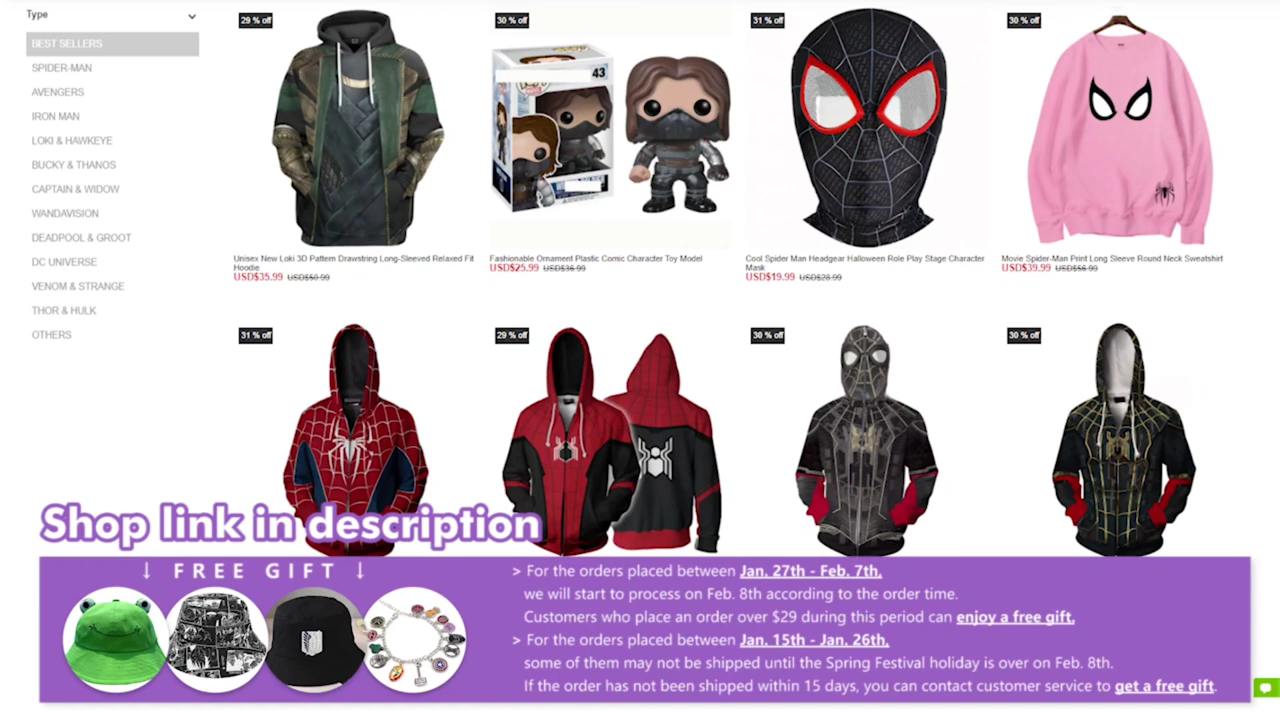 Type
BEST SELLERS
SPIDER-MAN
AVENGERS
IRON MAN
LOKI & HAWKEYE
BUCKY & THANOS
CAPTAIN & WIDOW
WANDAVISION
DEADPOOL & GROOT
DC UNIVERSE
VENOM & STRANGE
THOR & HULK
OTHERS
29 % off
30 % off
31 % off
30 % off
43
Unisex New Loki 3D Pattern Drawstring Long-Sleeved Relaxed Fit
Hoodie
USD$35.99 USD$50.99
Fashionable Ornament Plastic Comic Character Toy Model
USD$25.99 USD$36.99
Cool Spider Man Headgear Halloween Role Play Stage Character
Mask
USD$19.99 USD$28.99
Movie Spider-Man Print Long Sleeve Round Neck Sweatshirt
USD$39.99 USD$56.99
31 % off
29 % off
30 % off
30 % off
Shop link in description
↓ FREE GIFT ↓
> For the orders placed between Jan. 27th - Feb. 7th,
we will start to process on Feb. 8th according to the order time.
Customers who place an order over $29 during this period can enjoy a free gift.
> For the orders placed between Jan. 15th - Jan. 26th,
some of them may not be shipped until the Spring Festival holiday is over on Feb. 8th.
If the order has not been shipped within 15 days, you can contact customer service to get a free gift.